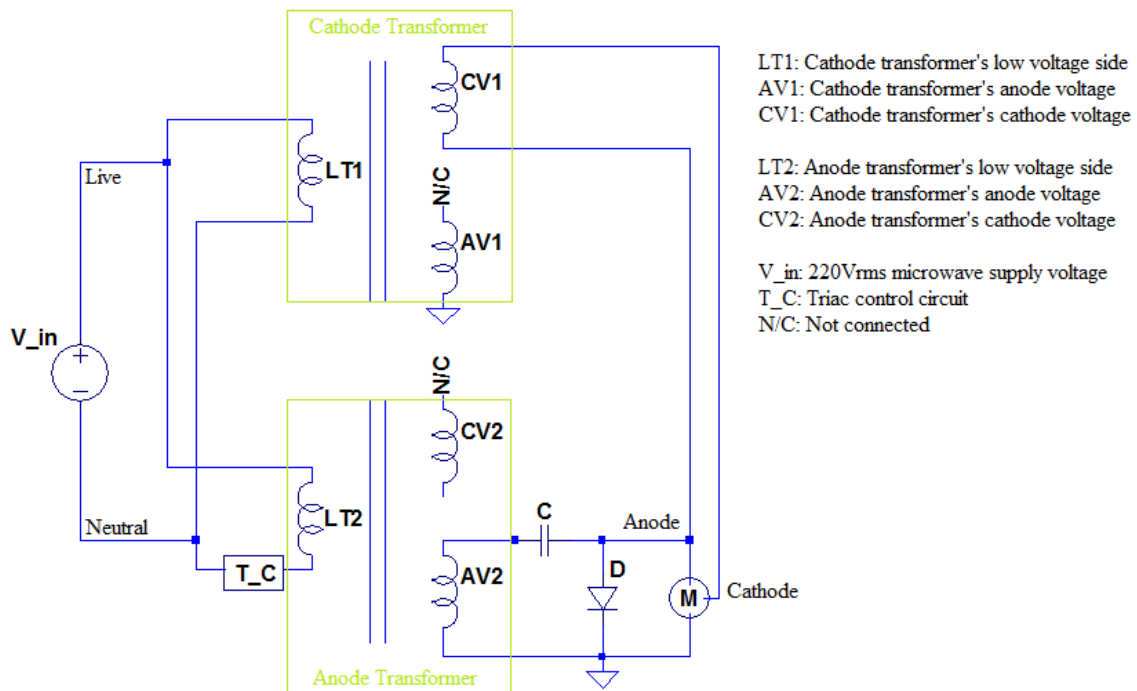 Cathode Transformer
CV1
LT1
N/C
AV1
Live
V_in
N/C
CV2
LT2
Neutral
T_C
C
Anode
AV2
D
M
Cathode
Anode Transformer
LT1: Cathode transformer's low voltage side
AV1: Cathode transformer's anode voltage
CV1: Cathode transformer's cathode voltage
LT2: Anode transformer's low voltage side
AV2: Anode transformer's anode voltage
CV2: Anode transformer's cathode voltage
V_in: 220Vrms microwave supply voltage
T_C: Triac control circuit
N/C: Not connected